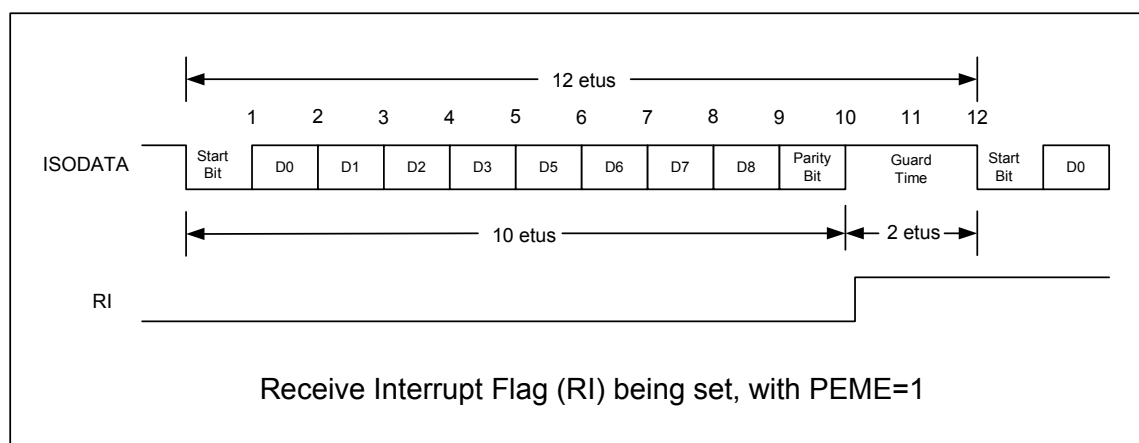 12 etus
1 2 3 4 5 6 7 8 9 10 11 12
ISODATA
Start Bit D0 D1 D2 D3 D5 D6 D7 D8 Parity Bit Guard Time Start Bit D0
10 etus 2 etus
RI
Receive Interrupt Flag (RI) being set, with PEME=1